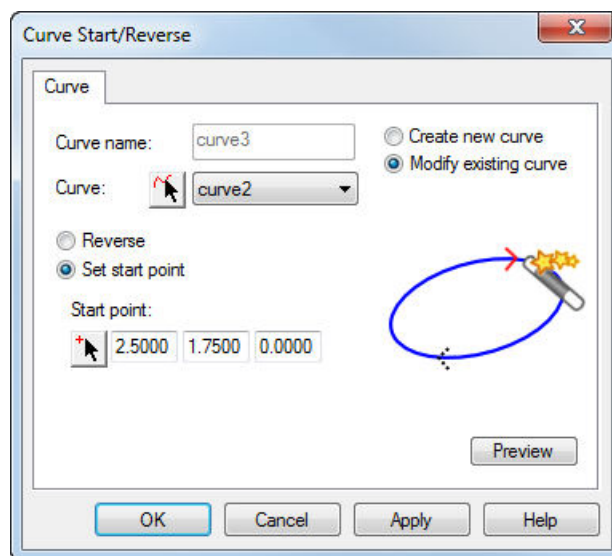 Curve Start/Reverse
Curve
Curve name: curve3
Create new curve
Modify existing curve
Curve: curve2
Reverse
Set start point
Start point:
2.5000 1.7500 0.0000
Preview
OK Cancel Apply Help